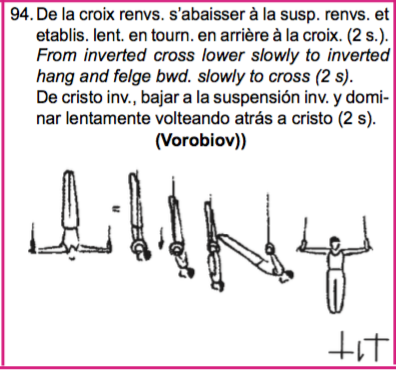 94. De la croix renvs. s'abaisser à la susp. renvs. et
etablis. lent. en tourn. en arrière à la croix. (2 s.).
From inverted cross lower slowly to inverted
hang and felge bwd. slowly to cross (2 s).
De cristo inv., bajar a la suspensión inv. y domi-
nar lentamente volteando atrás a cristo (2 s).
(Vorobiov))